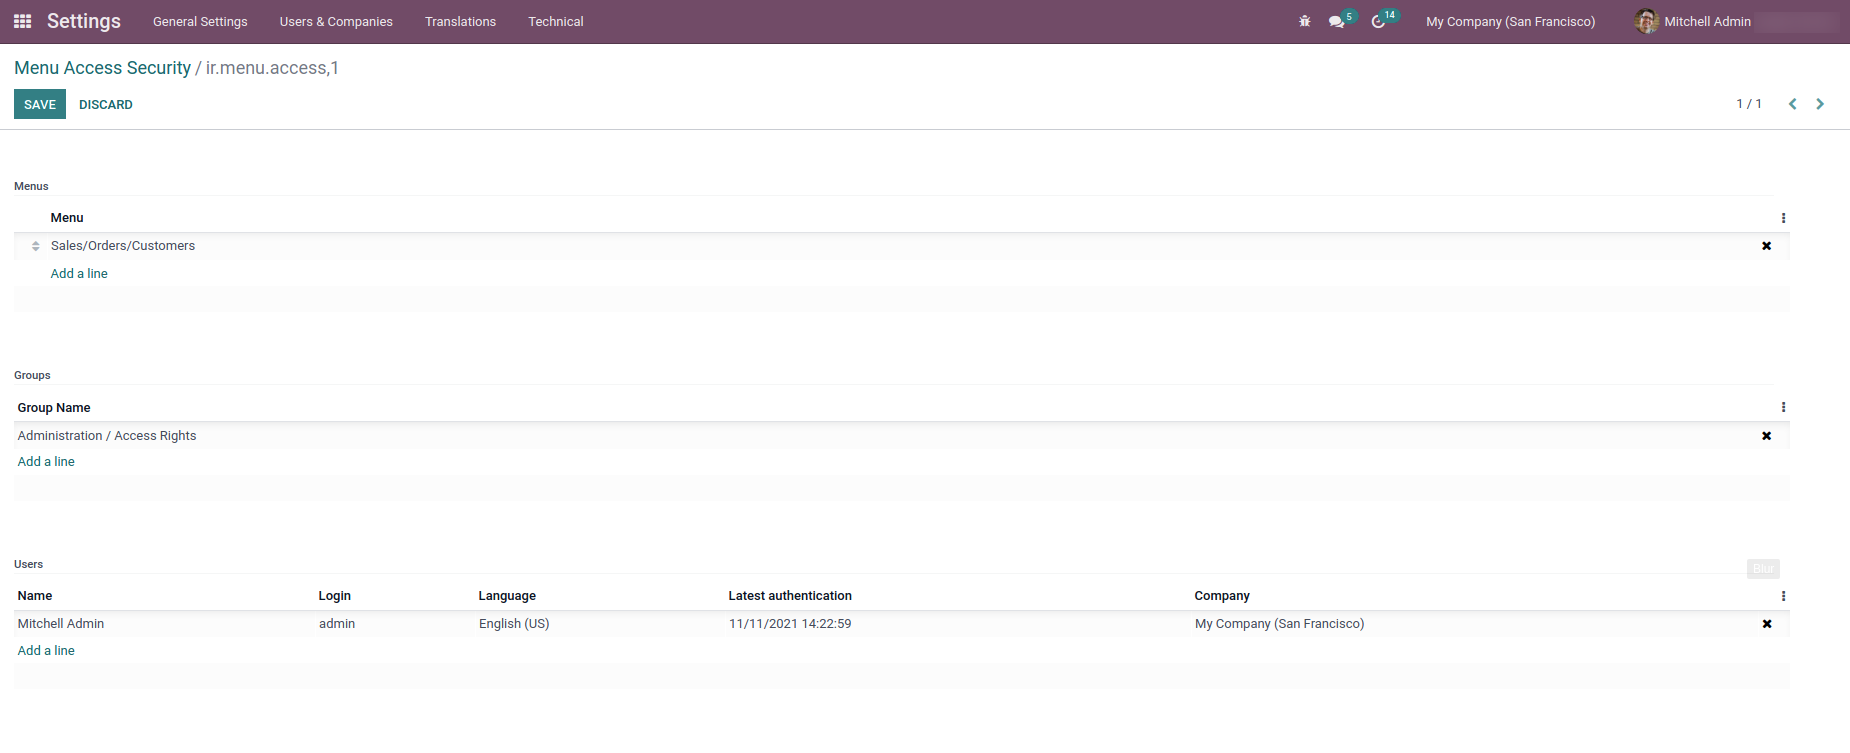 Settings General Settings Users & Companies Translations Technical 5 14 My Company (San Francisco) Mitchell Admin
Menu Access Security / ir.menu.access,1
SAVE DISCARD 1 / 1
Menus
Menu
Sales/Orders/Customers
Add a line
Groups
Group Name
Administration / Access Rights
Add a line
Users Blur
Name Login Language Latest authentication Company
Mitchell Admin admin English (US) 11/11/2021 14:22:59 My Company (San Francisco)
Add a line